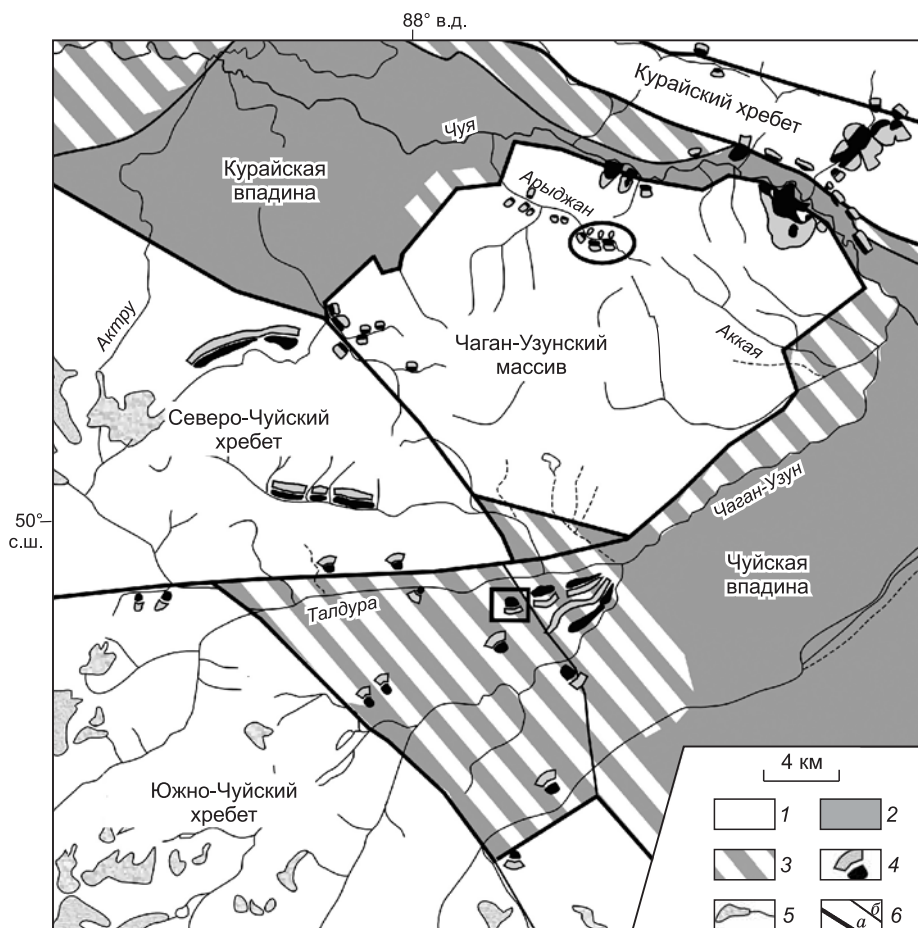 88° в.д.
Курайский хребет
Чуя
Курайская
впадина
Арыджан
Актру
Чаган-Узунский
массив
Аккая
Северо-Чуйский
хребет
Чаган-Узун
50°
с.ш.
Чуйская
впадина
Талдура
Южно-Чуйский
хребет
4 км
1
2
3
4
5
а б 6